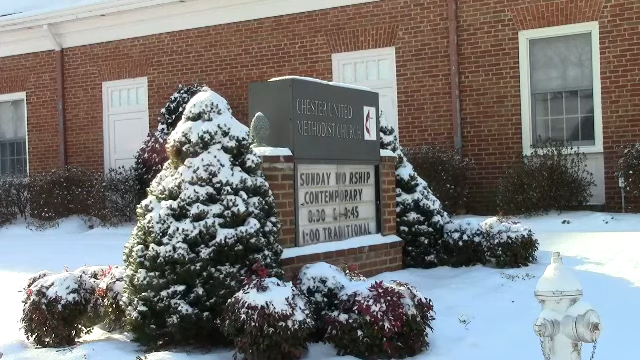 CHESTER UNITED
METHODIST CHURCH
SUNDAY WORSHIP
CONTEMPORARY
8:30 & 9:45
11:00 TRADITIONAL